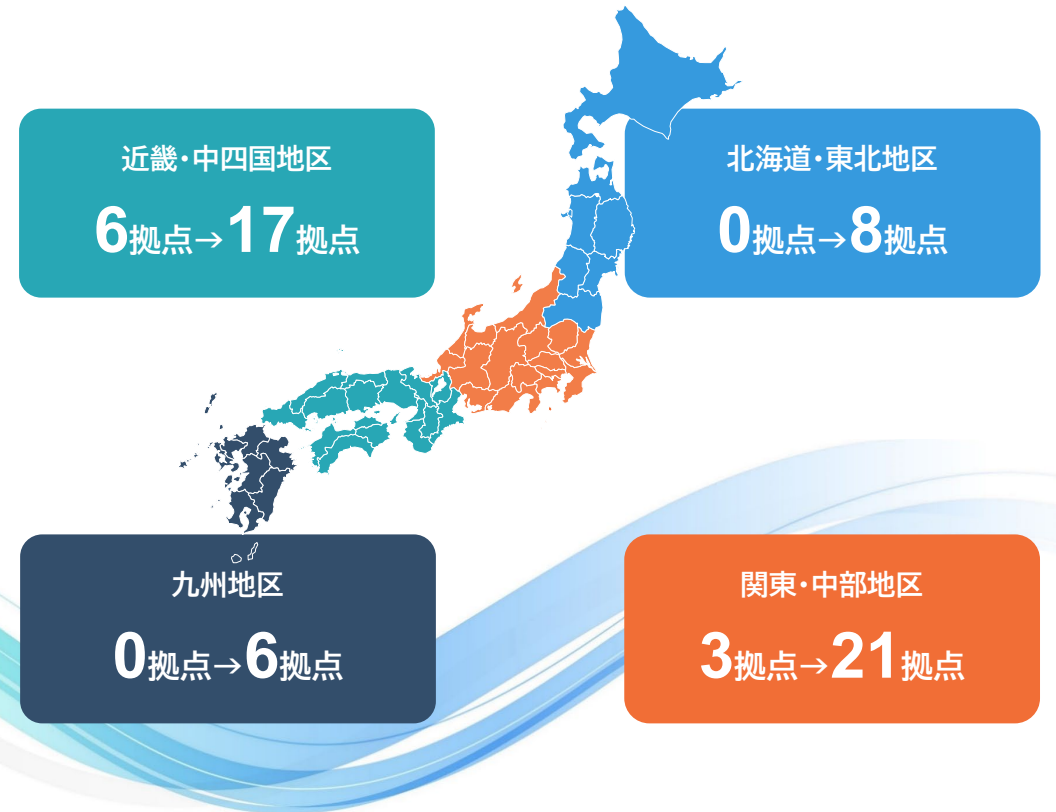 近畿・中四国地区
6拠点→17拠点
北海道・東北地区
0拠点→8拠点
九州地区
0拠点→6拠点
関東・中部地区
3拠点→21拠点